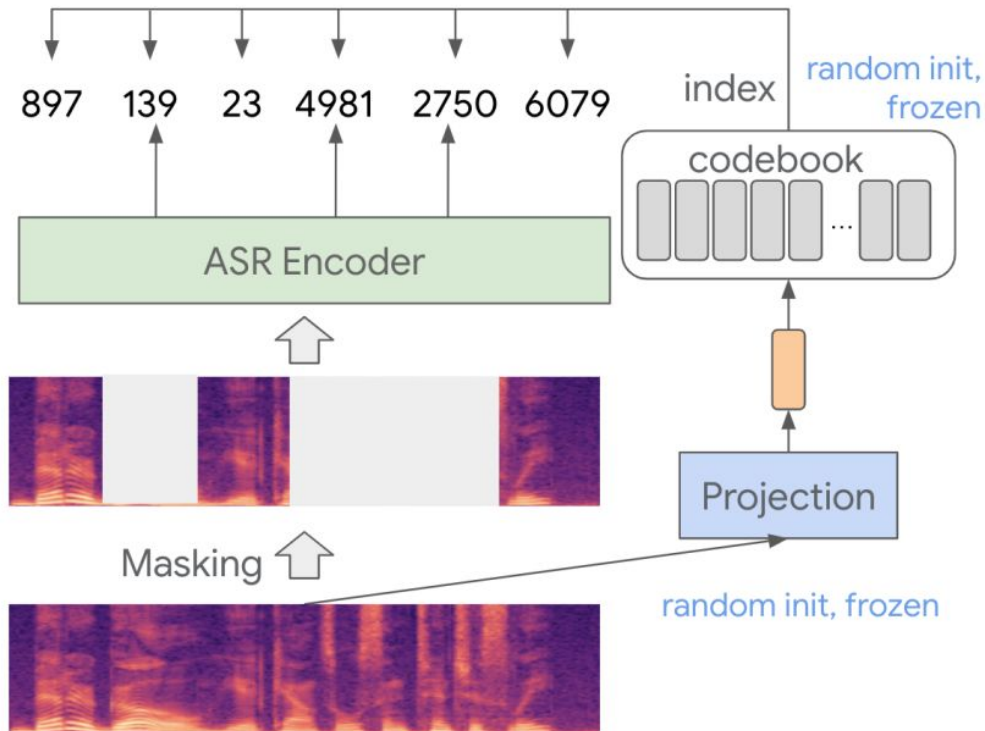 897 139 23 4981 2750 6079
index
random init,
frozen
codebook
...
ASR Encoder
Projection
Masking
random init, frozen